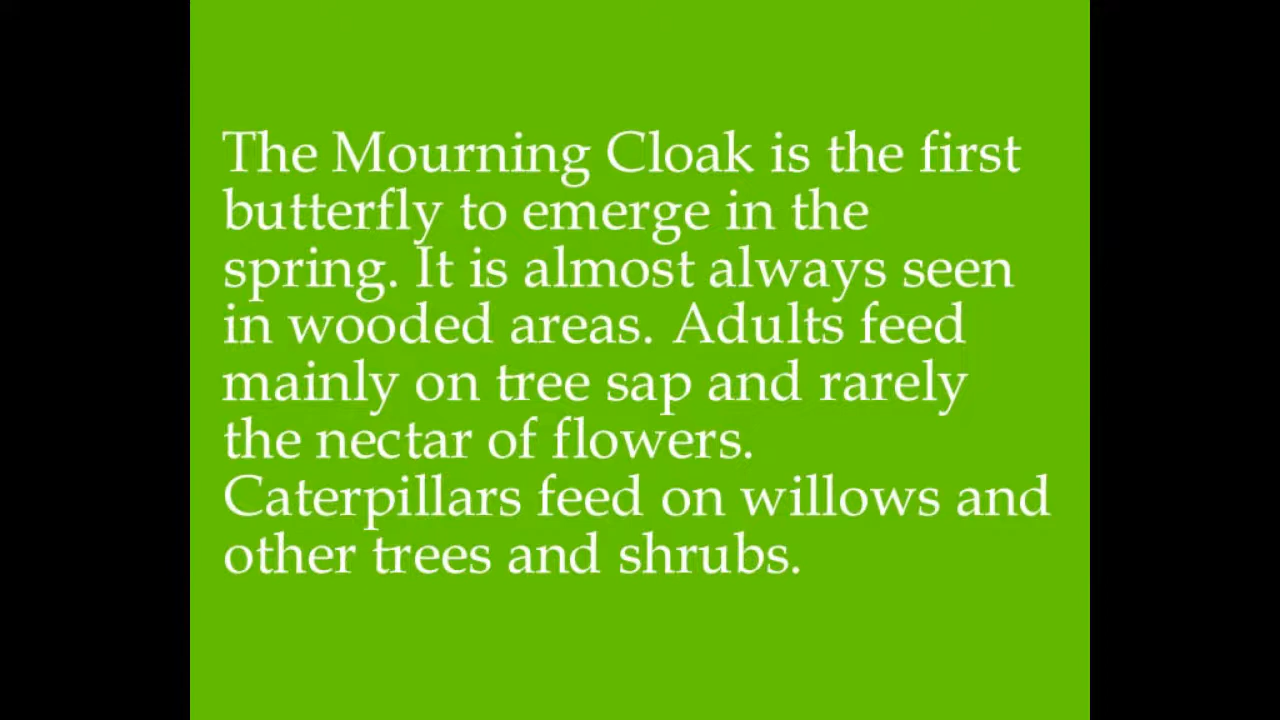 The Mourning Cloak is the first
butterfly to emerge in the
spring. It is almost always seen
in wooded areas. Adults feed
mainly on tree sap and rarely
the nectar of flowers.
Caterpillars feed on willows and
other trees and shrubs.